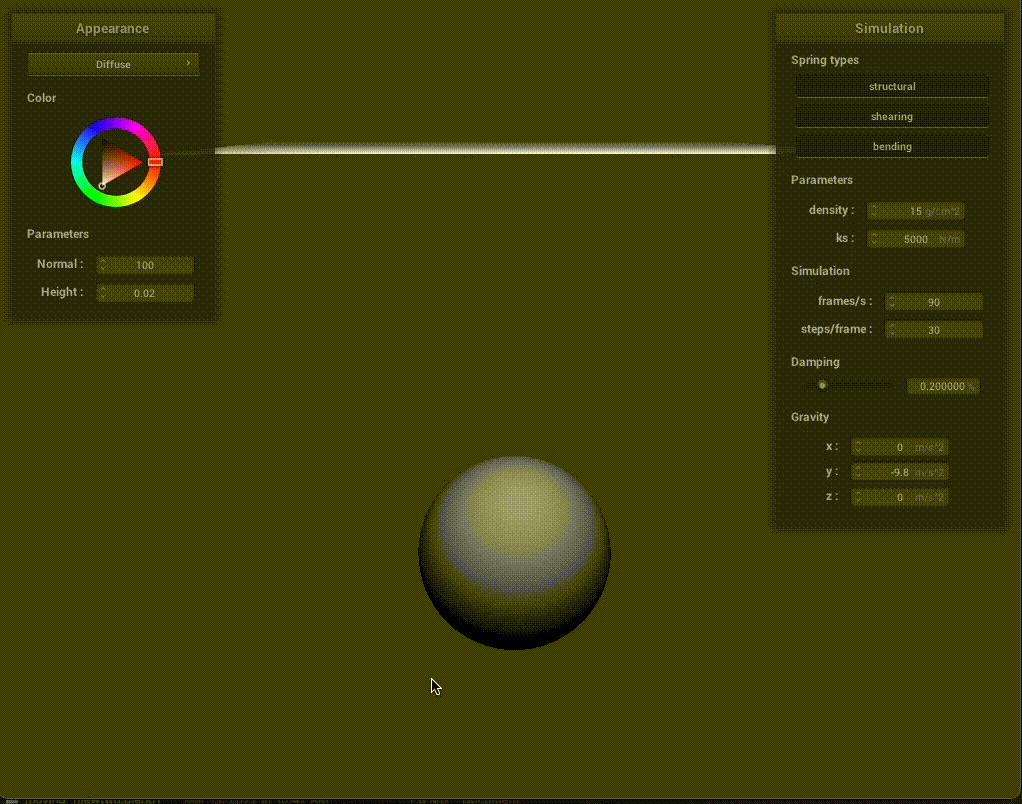 Appearance
Diffuse
Color
Parameters
Normal : 100
Height : 0.02
Simulation
Spring types
structural
shearing
bending
Parameters
density : 15 g/cm^2
ks : 5000 N/m
Simulation
frames/s : 90
steps/frame : 30
Damping
0.200000 %
Gravity
x : 0 m/s^2
y : -9.8 m/s^2
z : 0 m/s^2